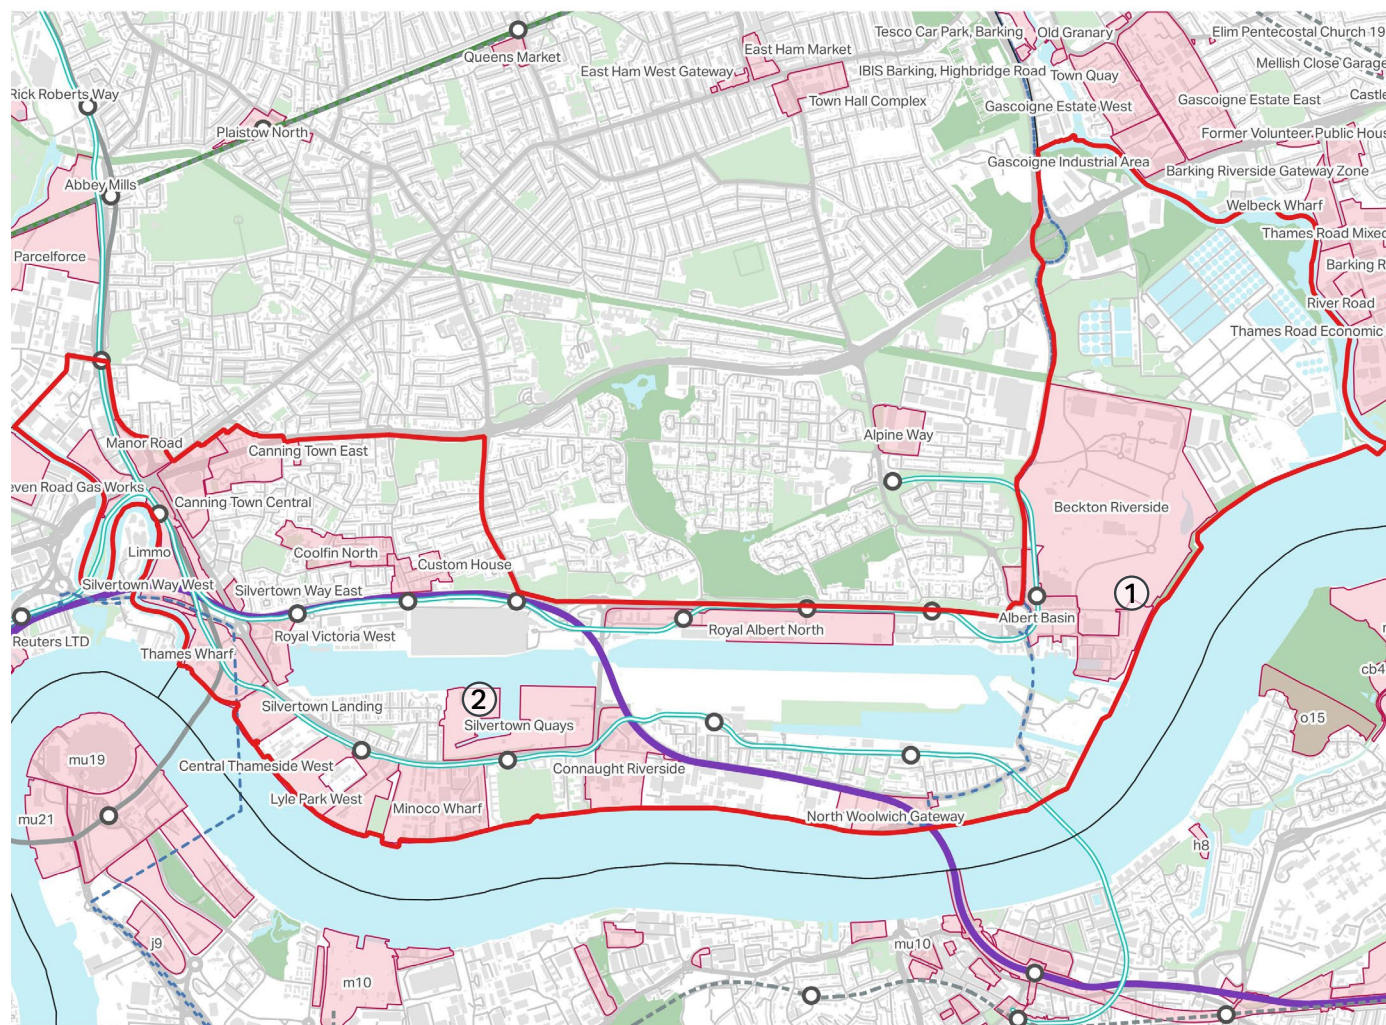 Tesco Car Park, Barking
Old Granary
Elim Pentecostal Church 19
Queens Market
East Ham Market
Mellish Close Garage
East Ham West Gateway
IBIS Barking, Highbridge Road
Town Quay
Rick Roberts Way
Town Hall Complex
Gascoigne Estate West
Gascoigne Estate East
Castle
Plaistow North
Former Volunteer Public Hous
Gascoigne Industrial Area
Barking Riverside Gateway Zone
Abbey Mills
Welbeck Wharf
Thames Road Mixed
Parcelforce
Barking R
River Road
Thames Road Economic
Alpine Way
Manor Road
Canning Town East
even Road Gas Works
Canning Town Central
Beckton Riverside
Limmo
Coolfin North
Custom House
Silvertown Way West
Silvertown Way East
1
Albert Basin
Reuters LTD
Royal Victoria West
Royal Albert North
Thames Wharf
cb4
2
Silvertown Landing
Silvertown Quays
o15
mu19
Central Thameside West
Connaught Riverside
Lyle Park West
Minoco Wharf
mu21
North Woolwich Gateway
h8
j9
mu10
m10